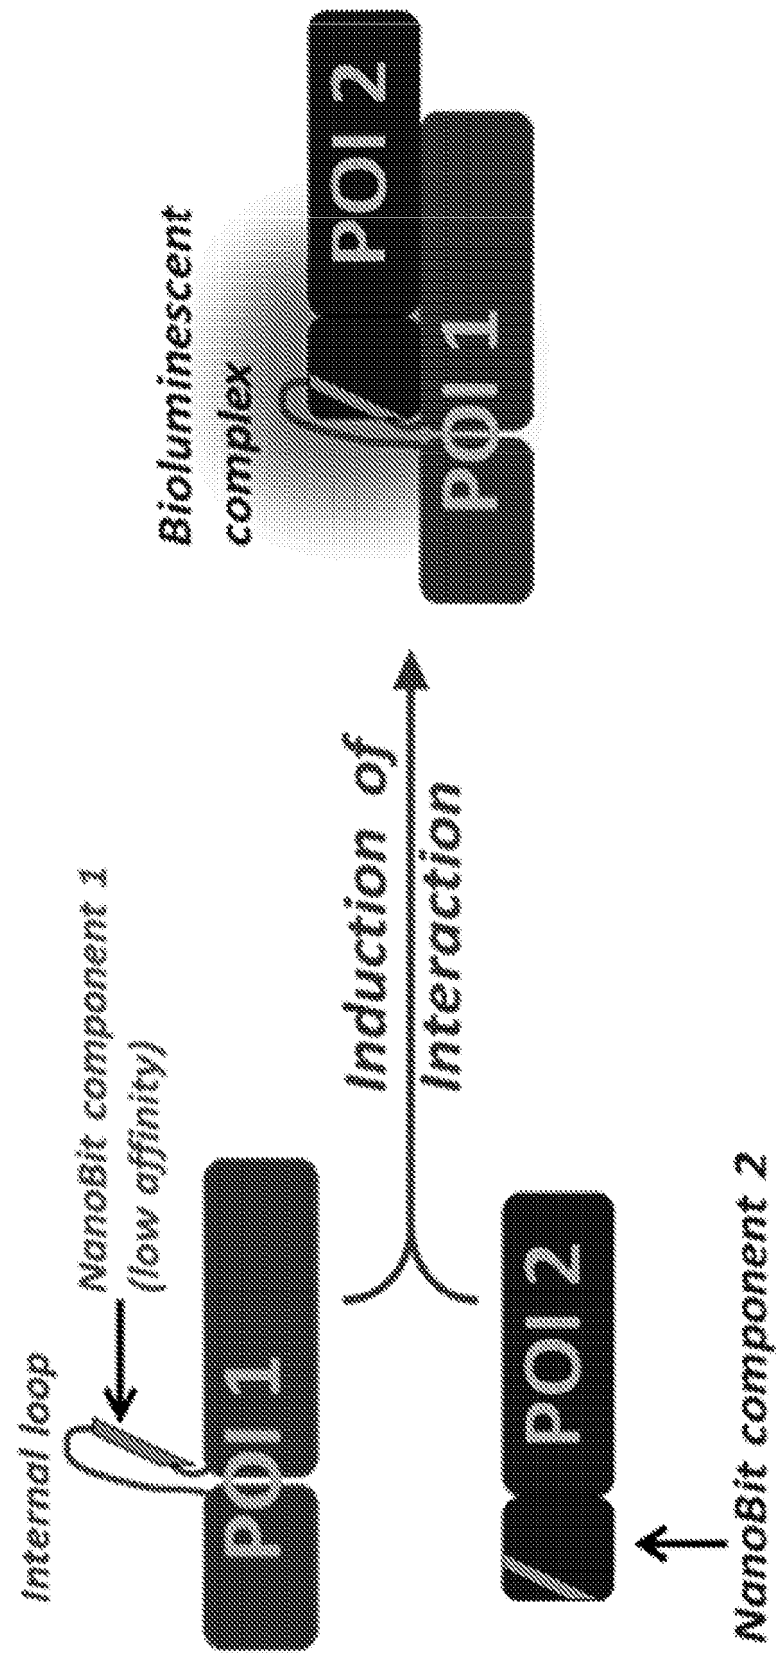 Internal loop
NanoBit component 1
(low affinity)
POI 1
POI 2
NanoBit component 2
Induction of
Interaction
Bioluminescent
complex
POI 2
POI 1